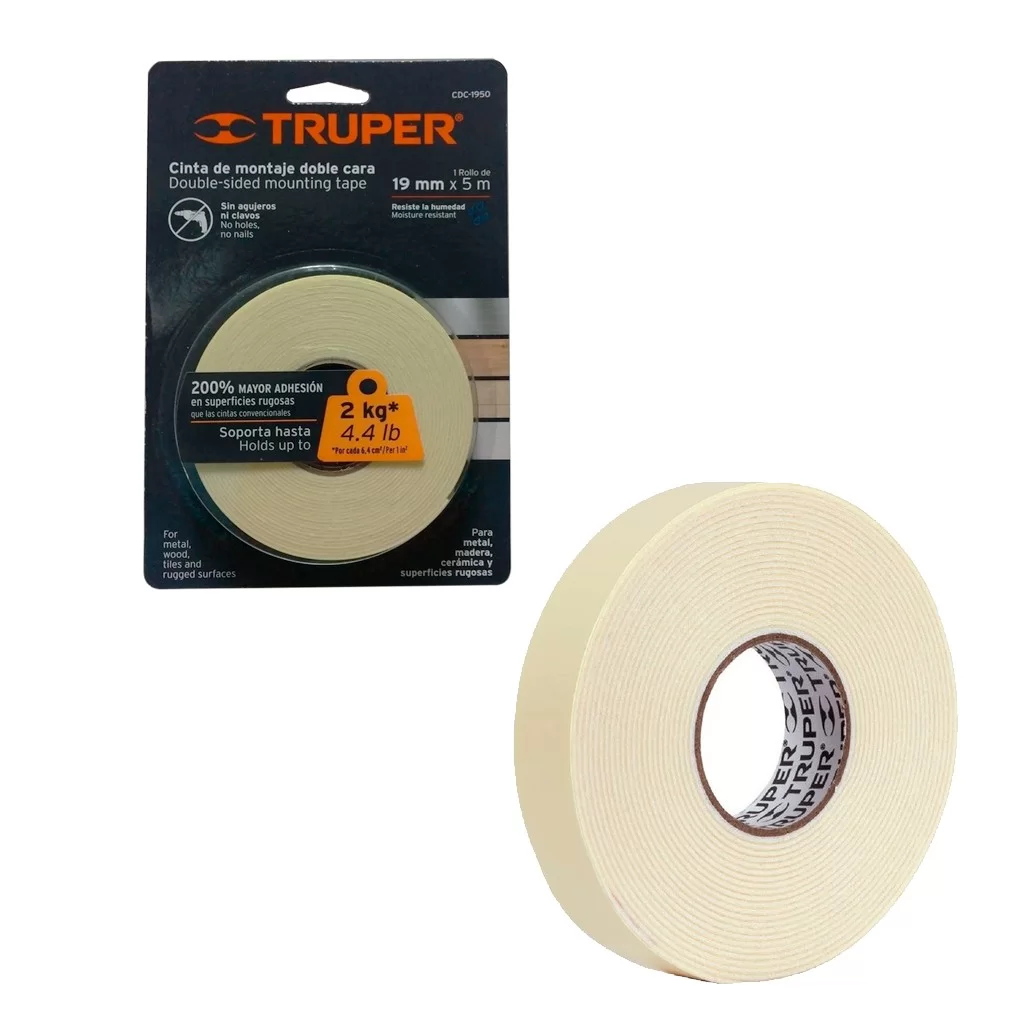 CDC-1950
TRUPER®
Cinta de montaje doble cara
Double-sided mounting tape
1 Rollo de
19 mm x 5 m
Sin agujeros
ni clavos
No holes,
no nails
Resiste la humedad
Moisture resistant
200% MAYOR ADHESIÓN
en superficies rugosas
que las cintas convencionales
Soporta hasta
Holds up to
2 kg*
4.4 lb
*Por cada 6,4 cm²/Per 1 in²
For
metal,
wood,
tiles and
rugged surfaces
Para
metal,
madera,
cerámica y
superficies rugosas
TRUPER®
TRUPER®
TRUPER®